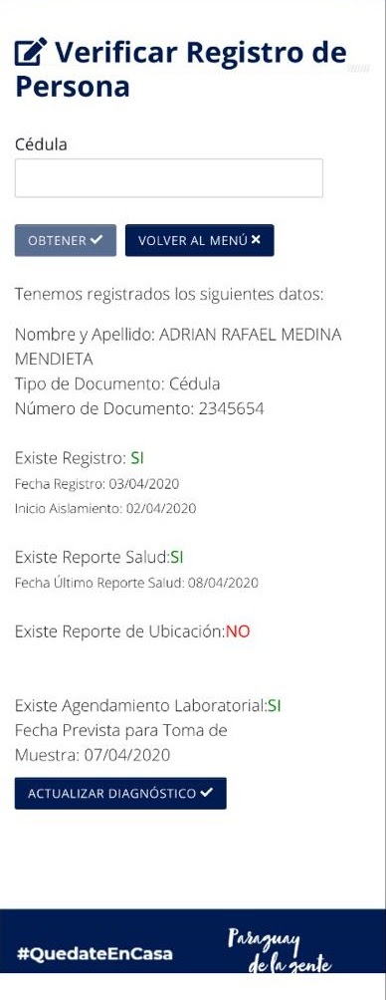 Verificar Registro de
Persona
Cédula
OBTENER
VOLVER AL MENÚ
Tenemos registrados los siguientes datos:
Nombre y Apellido: ADRIAN RAFAEL MEDINA
MENDIETA
Tipo de Documento: Cédula
Número de Documento: 2345654
Existe Registro: SI
Fecha Registro: 03/04/2020
Inicio Aislamiento: 02/04/2020
Existe Reporte Salud:SI
Fecha Último Reporte Salud: 08/04/2020
Existe Reporte de Ubicación:NO
Existe Agendamiento Laboratorial:SI
Fecha Prevista para Toma de
Muestra: 07/04/2020
ACTUALIZAR DIAGNÓSTICO
#QuedateEnCasa
Paraguay
de la gente